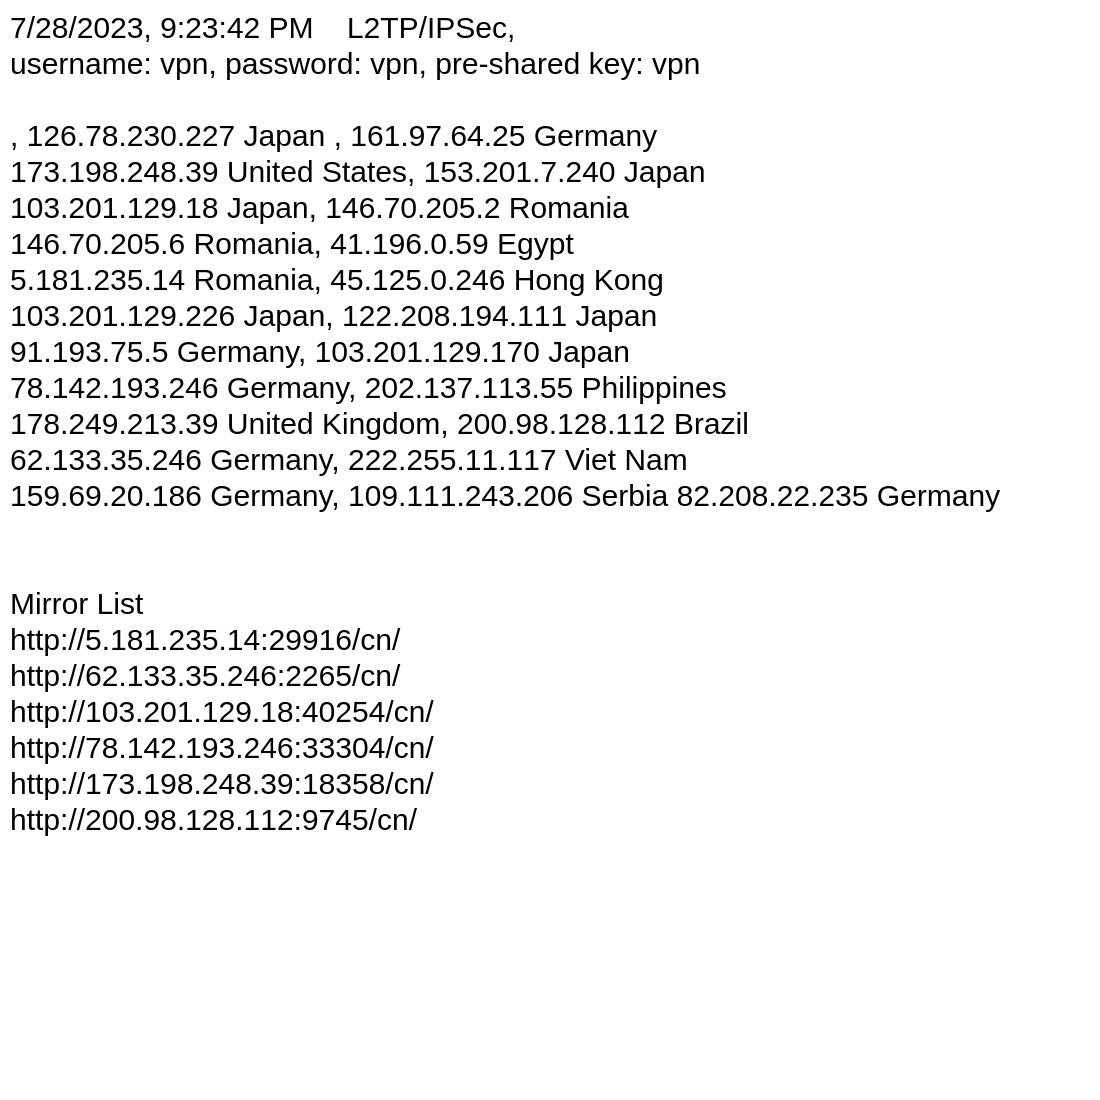 7/28/2023, 9:23:42 PM    L2TP/IPSec,
username: vpn, password: vpn, pre-shared key: vpn
, 126.78.230.227 Japan , 161.97.64.25 Germany
173.198.248.39 United States, 153.201.7.240 Japan
103.201.129.18 Japan, 146.70.205.2 Romania
146.70.205.6 Romania, 41.196.0.59 Egypt
5.181.235.14 Romania, 45.125.0.246 Hong Kong
103.201.129.226 Japan, 122.208.194.111 Japan
91.193.75.5 Germany, 103.201.129.170 Japan
78.142.193.246 Germany, 202.137.113.55 Philippines
178.249.213.39 United Kingdom, 200.98.128.112 Brazil
62.133.35.246 Germany, 222.255.11.117 Viet Nam
159.69.20.186 Germany, 109.111.243.206 Serbia 82.208.22.235 Germany
Mirror List
http://5.181.235.14:29916/cn/
http://62.133.35.246:2265/cn/
http://103.201.129.18:40254/cn/
http://78.142.193.246:33304/cn/
http://173.198.248.39:18358/cn/
http://200.98.128.112:9745/cn/